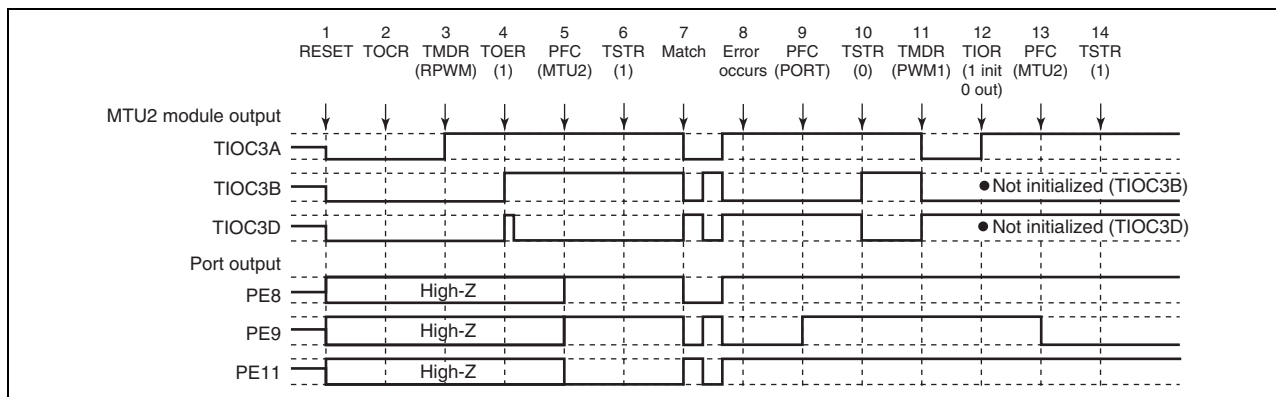 1 2 3 4 5 6 7 8 9 10 11 12 13 14
RESET TOCR TMDR TOER PFC TSTR Match Error PFC TSTR TMDR TIOR PFC TSTR
(RPWM) (1) (MTU2) (1) occurs (PORT) (0) (PWM1) (1 init (MTU2) (1)
0 out)
MTU2 module output
TIOC3A
TIOC3B
● Not initialized (TIOC3B)
TIOC3D
● Not initialized (TIOC3D)
Port output
PE8
High-Z
PE9
High-Z
PE11
High-Z